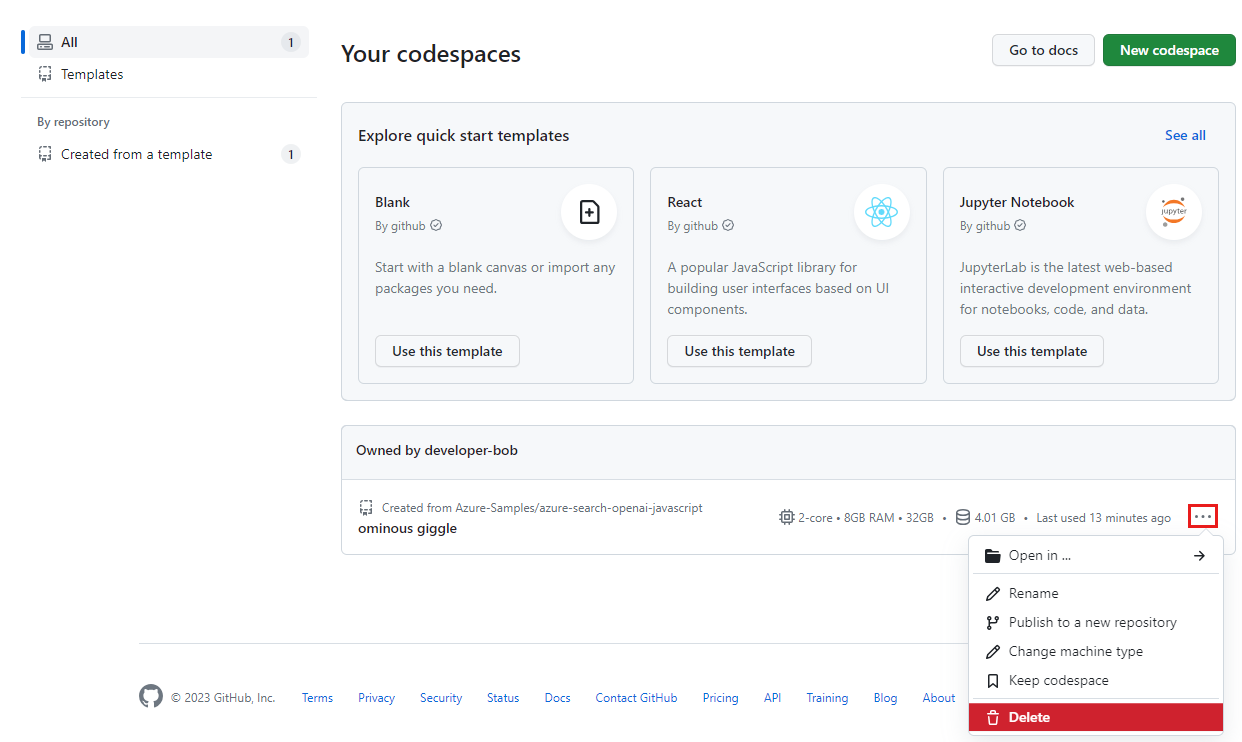 All 1
Templates
By repository
Created from a template 1
Your codespaces
Go to docs
New codespace
Explore quick start templates
See all
Blank
By github
Start with a blank canvas or import any
packages you need.
Use this template
React
By github
A popular JavaScript library for
building user interfaces based on UI
components.
Use this template
Jupyter Notebook
By github
jupyter
JupyterLab is the latest web-based
interactive development environment
for notebooks, code, and data.
Use this template
Owned by developer-bob
Created from Azure-Samples/azure-search-openai-javascript
ominous giggle
2-core • 8GB RAM • 32GB • 4.01 GB • Last used 13 minutes ago
Open in ...
Rename
Publish to a new repository
Change machine type
Keep codespace
Delete
© 2023 GitHub, Inc. Terms Privacy Security Status Docs Contact GitHub Pricing API Training Blog About